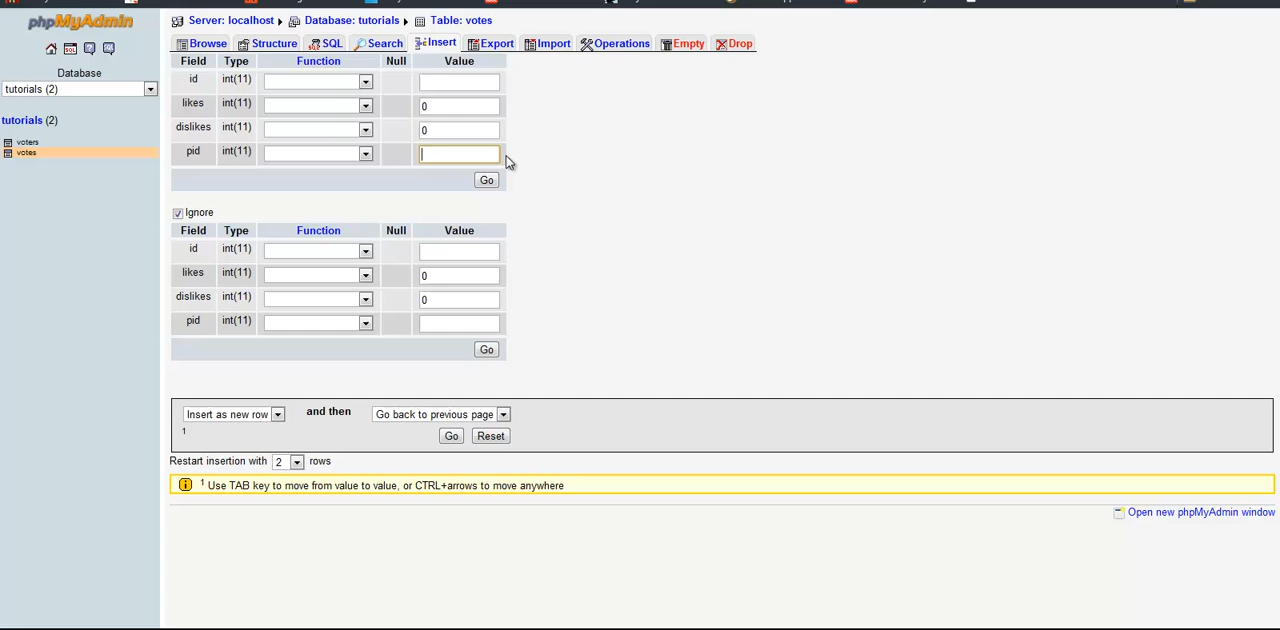 phpMyAdmin
Server: localhost Database: tutorials Table: votes
Browse Structure SQL Search Insert Export Import Operations Empty Drop
Database
tutorials (2)
tutorials (2)
voters
votes
Field Type Function Null Value
id int(11)
likes int(11) 0
dislikes int(11) 0
pid int(11)
Go
Ignore
Field Type Function Null Value
id int(11)
likes int(11) 0
dislikes int(11) 0
pid int(11)
Go
Insert as new row and then Go back to previous page
1
Go Reset
Restart insertion with 2 rows
1 Use TAB key to move from value to value, or CTRL+arrows to move anywhere
Open new phpMyAdmin window